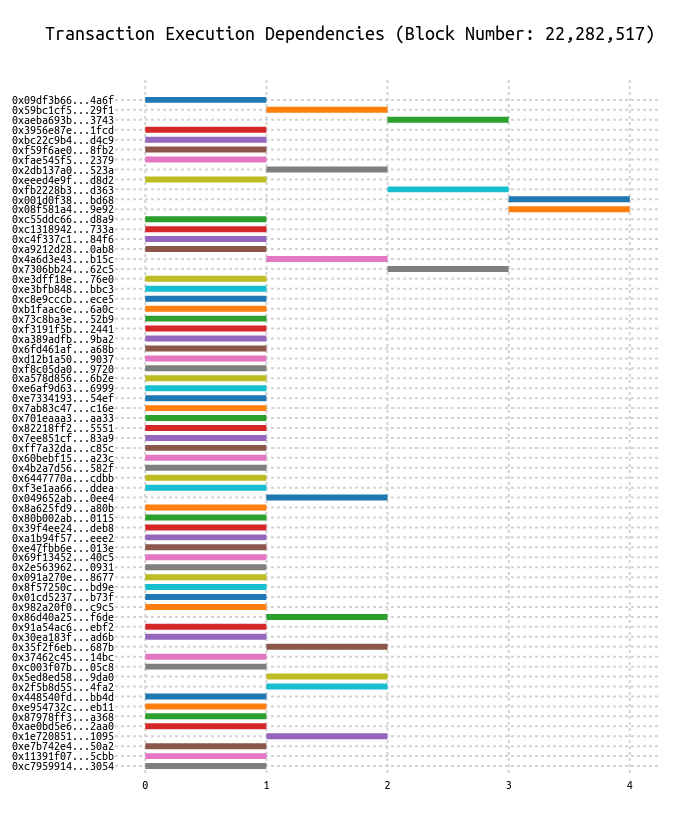 Transaction Execution Dependencies (Block Number: 22,282,517)
0x09df3b66...4a6f
0x59bc1cf5...29f1
0xaeba693b...3743
0x3956e87e...1fcd
0xbc22c9b4...d4c9
0xf59f6ae0...8fb2
0xfae545f5...2379
0x2db137a0...523a
0xeeed4e9f...d8d2
0xfb2228b3...d363
0x001d0f38...bd68
0x08f581a4...9e92
0xc55ddc66...d8a9
0xc1318942...733a
0xc4f337c1...84f6
0xa9212d28...0ab8
0x4a6d3e43...b15c
0x7306bb24...62c5
0xe3dff18e...76e0
0xe3bfb848...bbc3
0xc8e9cccb...ece5
0xb1faac6e...6a0c
0x73c8ba3e...52b9
0xf3191f5b...2441
0xa389adfb...9ba2
0x6fd461af...a68b
0xd12b1a50...9037
0xf8c05da0...9720
0xa578d856...6b2e
0xe6af9d63...6999
0xe7334193...54ef
0x7ab83c47...c16e
0x701eaaa3...aa33
0x82218ff2...5551
0x7ee851cf...83a9
0xff7a32da...c85c
0x60bebf15...a23c
0x4b2a7d56...582f
0x6447770a...cdbb
0xf3e1aa66...ddea
0x049652ab...0ee4
0x8a625fd9...a80b
0x80b002ab...0115
0x39f4ee24...deb8
0xa1b94f57...eee2
0xe47fbb6e...013e
0x69f13452...40c5
0x2e563962...0931
0x091a270e...8677
0x8f57250c...bd9e
0x01cd5237...b73f
0x982a20f0...c9c5
0x86d40a25...f6de
0x91a54ac6...ebf2
0x30ea183f...ad6b
0x35f2f6eb...687b
0x37462c45...14bc
0xc003f07b...05c8
0x5ed8ed58...9da0
0x2f5b8d55...4fa2
0x448540fd...bb4d
0xe954732c...eb11
0x87978ff3...a368
0xae0bd5e6...2aa0
0x1e720851...1095
0xe7b742e4...50a2
0x11391f07...5cbb
0xc7959914...3054
0 1 2 3 4